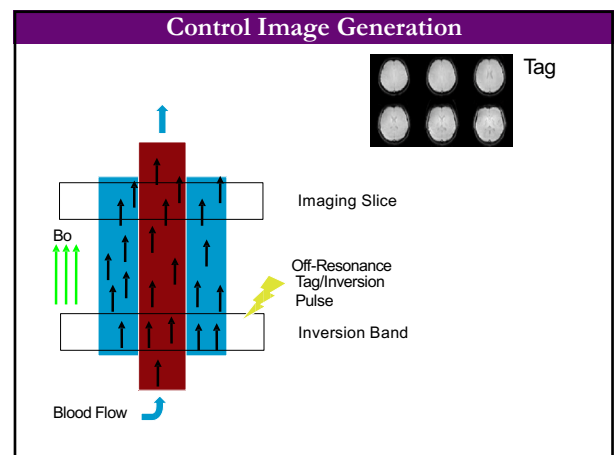 Control Image Generation
Tag
Imaging Slice
Bo
Off-Resonance
Tag/Inversion
Pulse
Inversion Band
Blood Flow